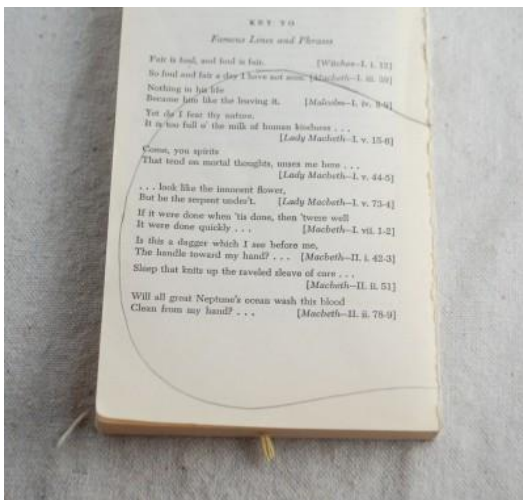 KEY TO
Famous Lines and Phrases
Fair is foul, and foul is fair. [Witches—I. i. 12]
So foul and fair a day I have not seen. [Macbeth—I. iii. 39]
Nothing in his life
Became him like the leaving it. [Malcolm—I. iv. 8-9]
Yet do I fear thy nature.
It is too full o' the milk of human kindness . . .
[Lady Macbeth—I. v. 15-6]
Come, you spirits
That tend on mortal thoughts, unsex me here . . .
[Lady Macbeth—I. v. 44-5]
. . . look like the innocent flower,
But be the serpent under't. [Lady Macbeth—I. v. 73-4]
If it were done when 'tis done, then 'twere well
It were done quickly . . . [Macbeth—I. vii. 1-2]
Is this a dagger which I see before me,
The handle toward my hand? . . . [Macbeth—II. i. 42-3]
Sleep that knits up the raveled sleave of care . . .
[Macbeth—II. ii. 51]
Will all great Neptune's ocean wash this blood
Clean from my hand? . . . [Macbeth—II. ii. 78-9]